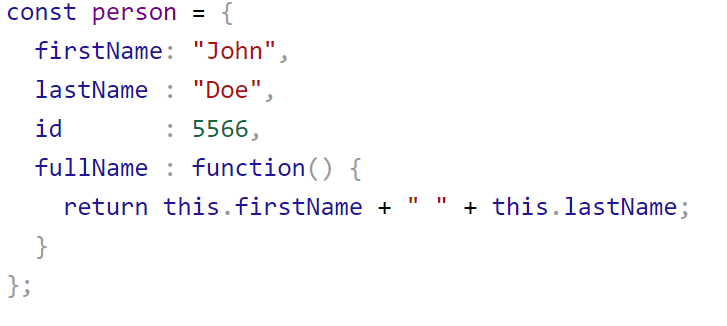 const person = {
  firstName: "John",
  lastName : "Doe",
  id       : 5566,
  fullName : function() {
    return this.firstName + " " + this.lastName;
  }
};